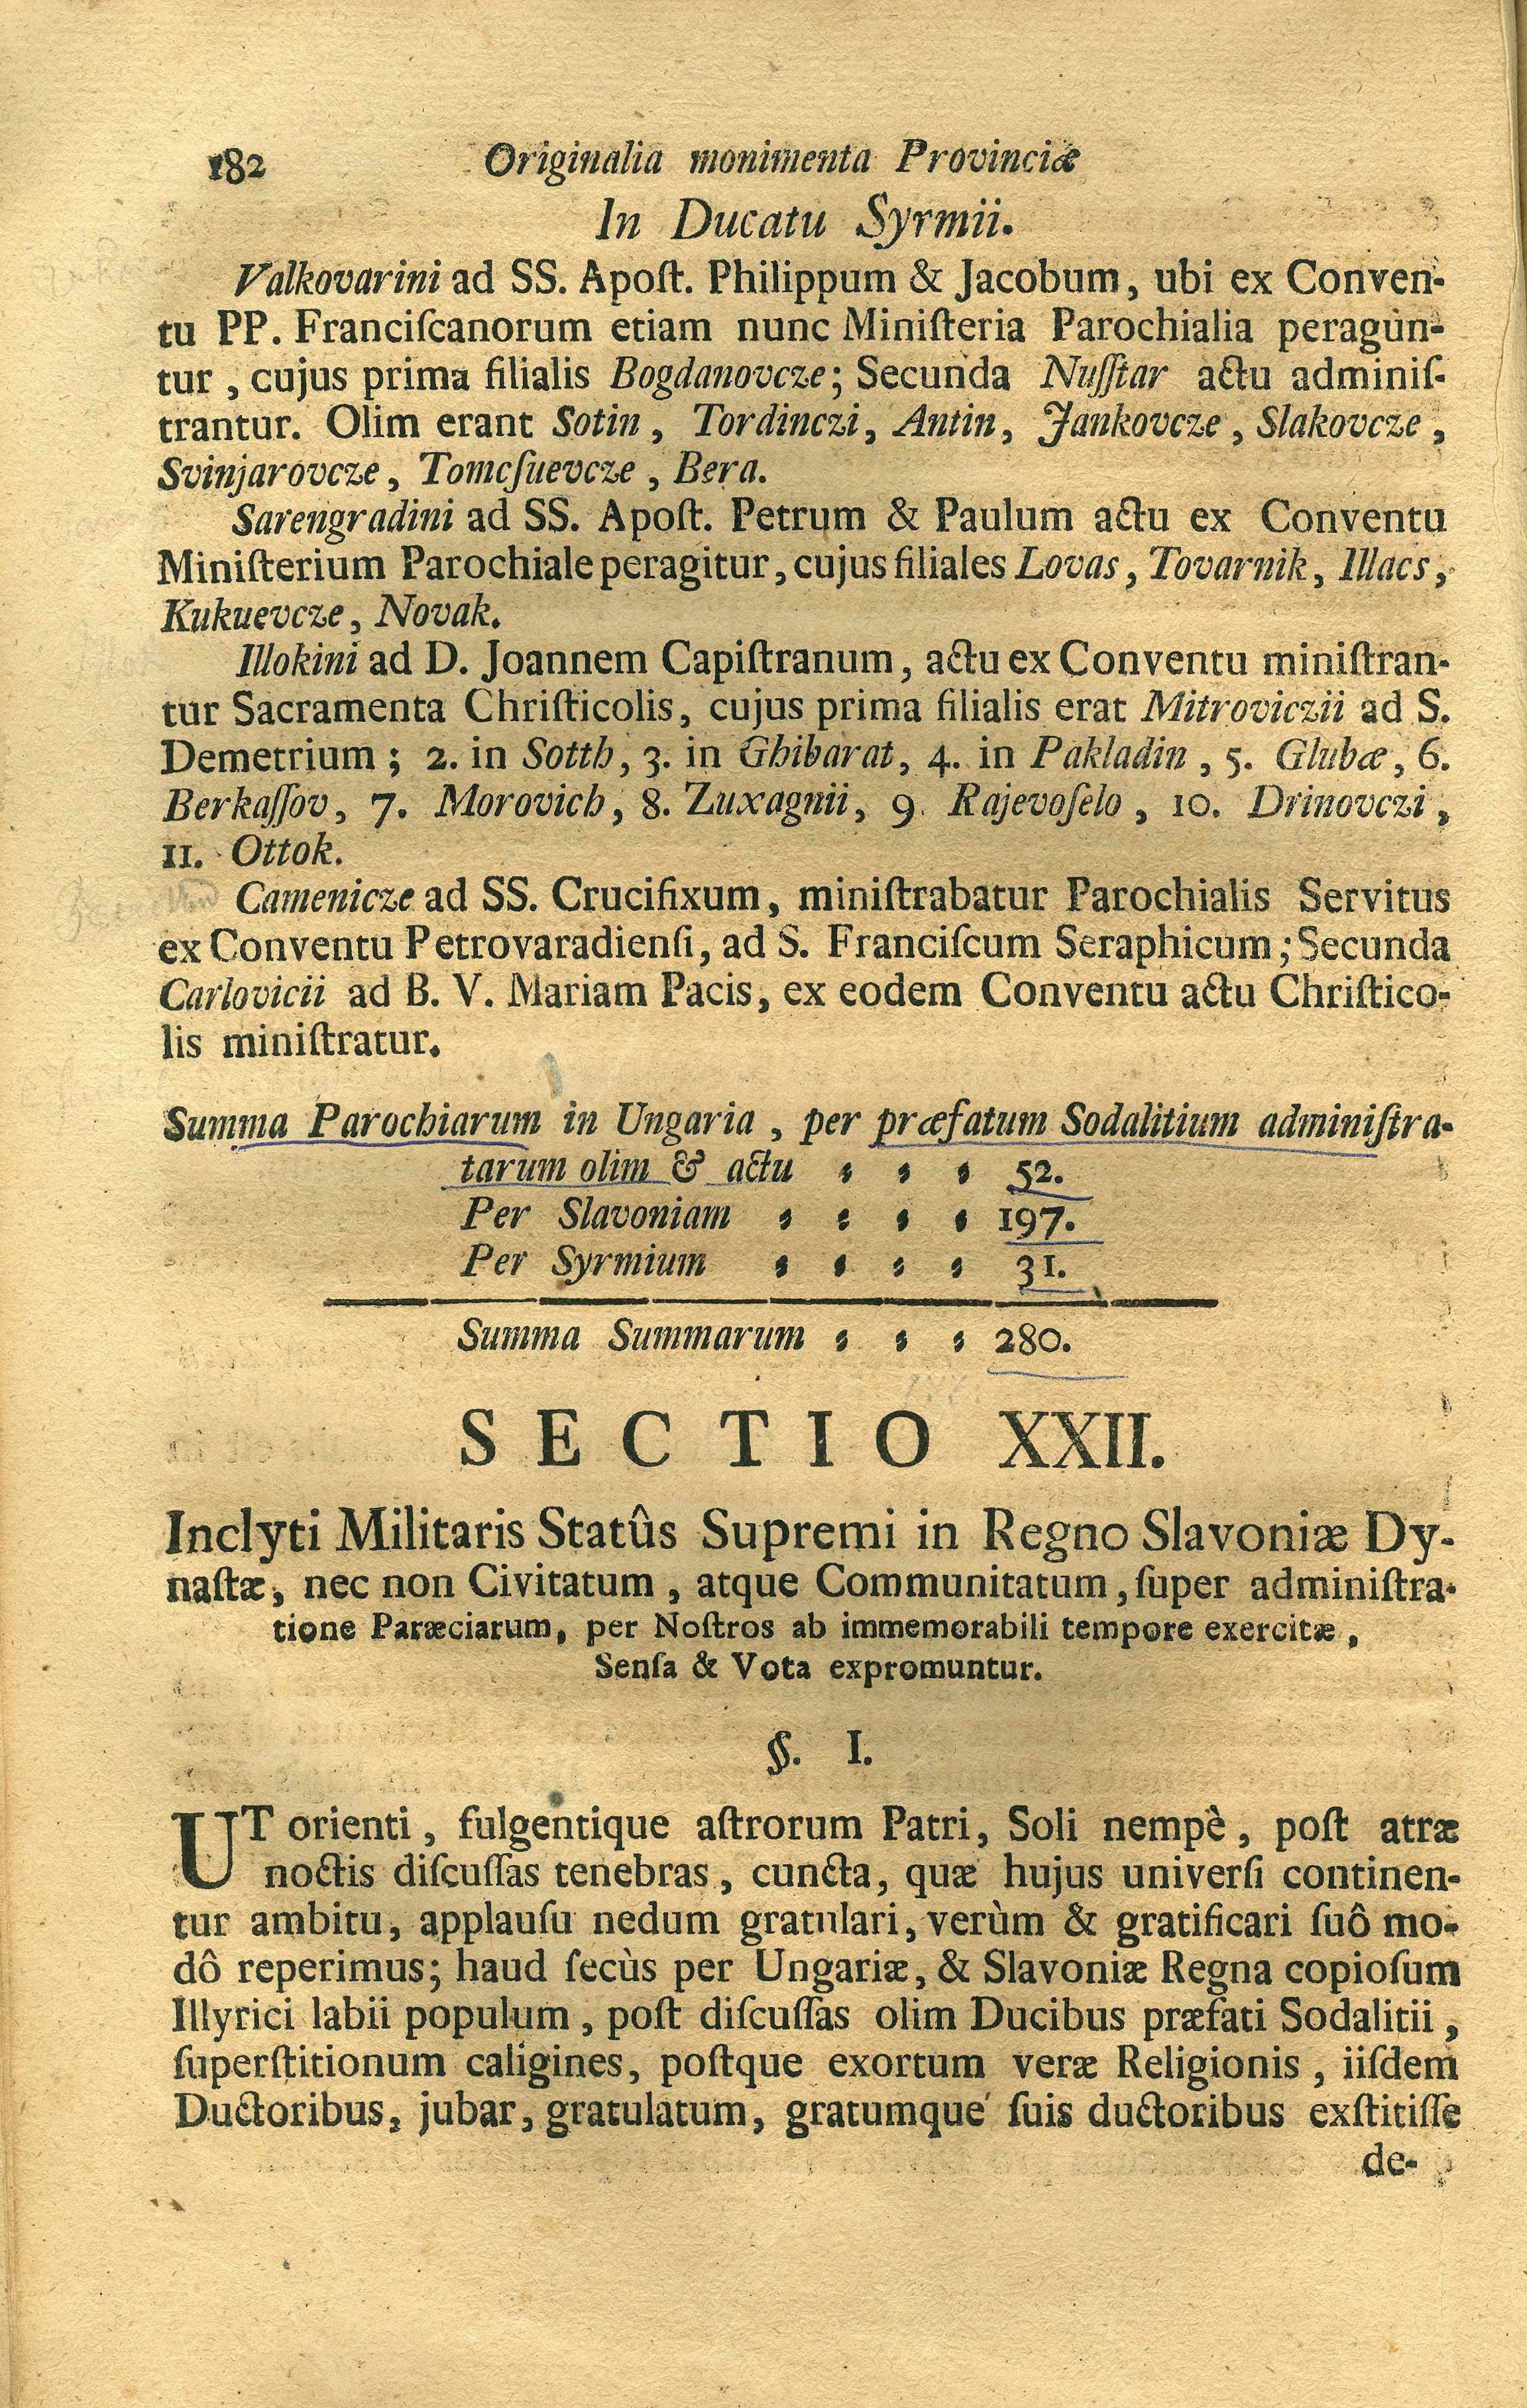 182 Originalia monimenta Provinciæ
In Ducatu Syrmii.
Valkovarini ad SS. Apoſt. Philippum & Jacobum, ubi ex Conven-
tu PP. Franciſcanorum etiam nunc Miniſteria Parochialia peragun-
tur, cujus prima filialis Bogdanovcze; Secunda Nuſſtar actu adminiſ-
trantur. Olim erant Sotin, Tordinczi, Antin, Jankovcze, Slakovcze,
Svinjarovcze, Tomcſuevcze, Bera.
Sarengradini ad SS. Apoſt. Petrum & Paulum actu ex Conventu
Miniſterium Parochiale peragitur, cujus filiales Lovas, Tovarnik, Illacs,
Kukuevcze, Novak.
Illokini ad D. Joannem Capiſtranum, actu ex Conventu miniſtran-
tur Sacramenta Chriſticolis, cujus prima filialis erat Mitroviczii ad S.
Demetrium; 2. in Sotth, 3. in Ghibarat, 4. in Pakladin, 5. Glubæ, 6.
Berkaſſov, 7. Morovich, 8. Zuxagnii, 9. Rajevoſelo, 10. Drinovczi,
11. Ottok.
Camenicze ad SS. Crucifixum, miniſtrabatur Parochialis Servitus
ex Conventu Petrovaradienſi, ad S. Franciſcum Seraphicum; Secunda
Carlovicii ad B. V. Mariam Pacis, ex eodem Conventu actu Chriſtico-
lis miniſtratur.
Summa Parochiarum in Ungaria, per præfatum Sodalitium adminiſtra-
tarum olim & actu 52.
Per Slavoniam 197.
Per Syrmium 31.
Summa Summarum 280.
SECTIO XXII.
Inclyti Militaris Statûs Supremi in Regno Slavoniæ Dy-
naſtæ, nec non Civitatum, atque Communitatum, ſuper adminiſtra-
tione Paræciarum, per Noſtros ab immemorabili tempore exercitæ,
Senſa & Vota expromuntur.
§. I.
UT orienti, fulgentique aſtrorum Patri, Soli nempè, poſt atræ
noctis diſcuſſas tenebras, cuncta, quæ hujus univerſi continen-
tur ambitu, applauſu nedum gratulari, verùm & gratificari ſuô mo-
dô reperimus; haud ſecùs per Ungariæ, & Slavoniæ Regna copioſum
Illyrici labii populum, poſt diſcuſſas olim Ducibus præfati Sodalitii,
ſuperſtitionum caligines, poſtque exortum veræ Religionis, iiſdem
Ductoribus, jubar, gratulatum, gratumque ſuis ductoribus exſtitiſſe
de-